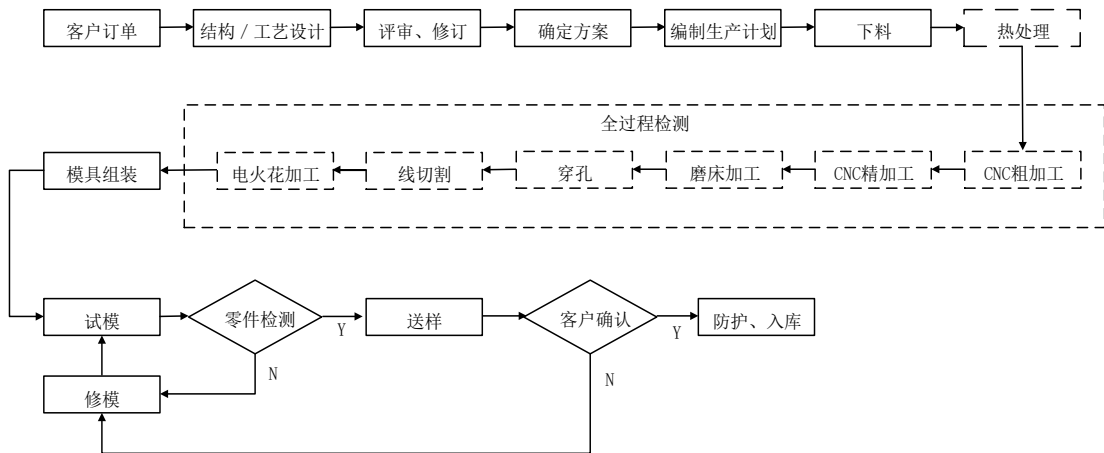 客户订单
结构／工艺设计
评审、修订
确定方案
编制生产计划
下料
热处理
全过程检测
模具组装
电火花加工
线切割
穿孔
磨床加工
CNC精加工
CNC粗加工
试模
零件检测
Y
送样
客户确认
Y
防护、入库
N
N
修模